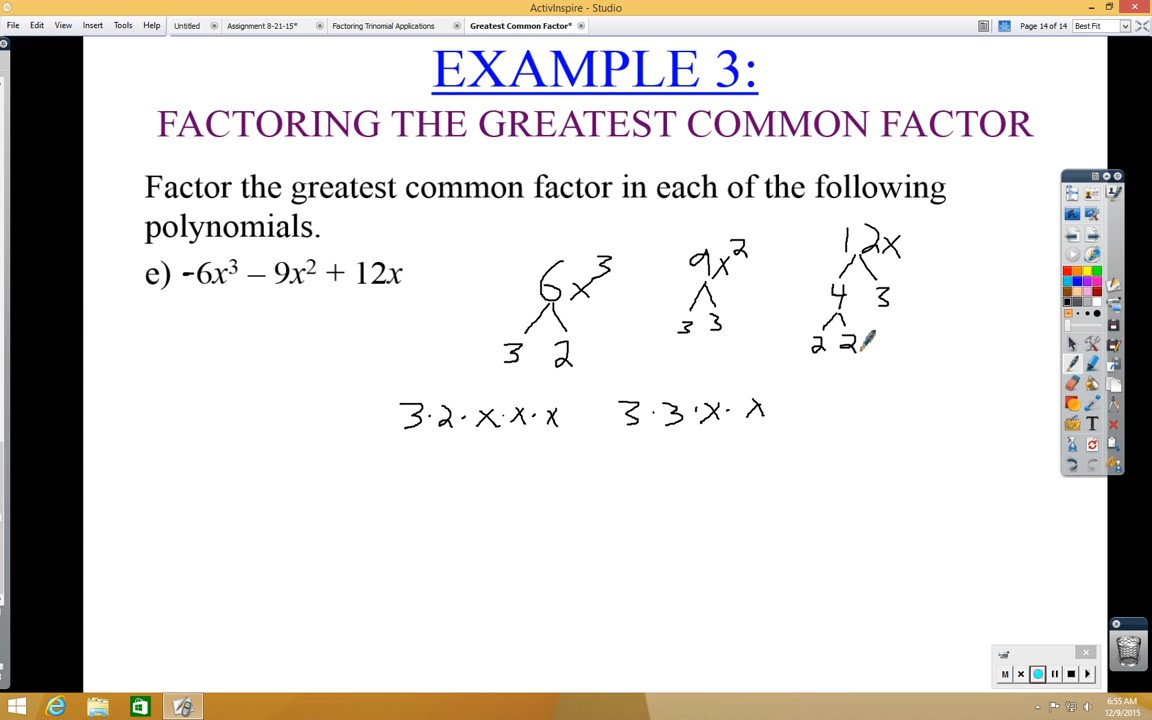 ActivInspire - Studio
File Edit View Insert Tools Help Untitled Assignment 8-21-15* Factoring Trinomial Applications Greatest Common Factor* Page 14 of 14 Best Fit
EXAMPLE 3:
FACTORING THE GREATEST COMMON FACTOR
Factor the greatest common factor in each of the following
polynomials.
e) -6x³ – 9x² + 12x
6x³ 9x² 12x
4 3
3 2 3 3 2 2
3·2·x·x·x 3·3·x·x
M
6:55 AM
12/9/2015